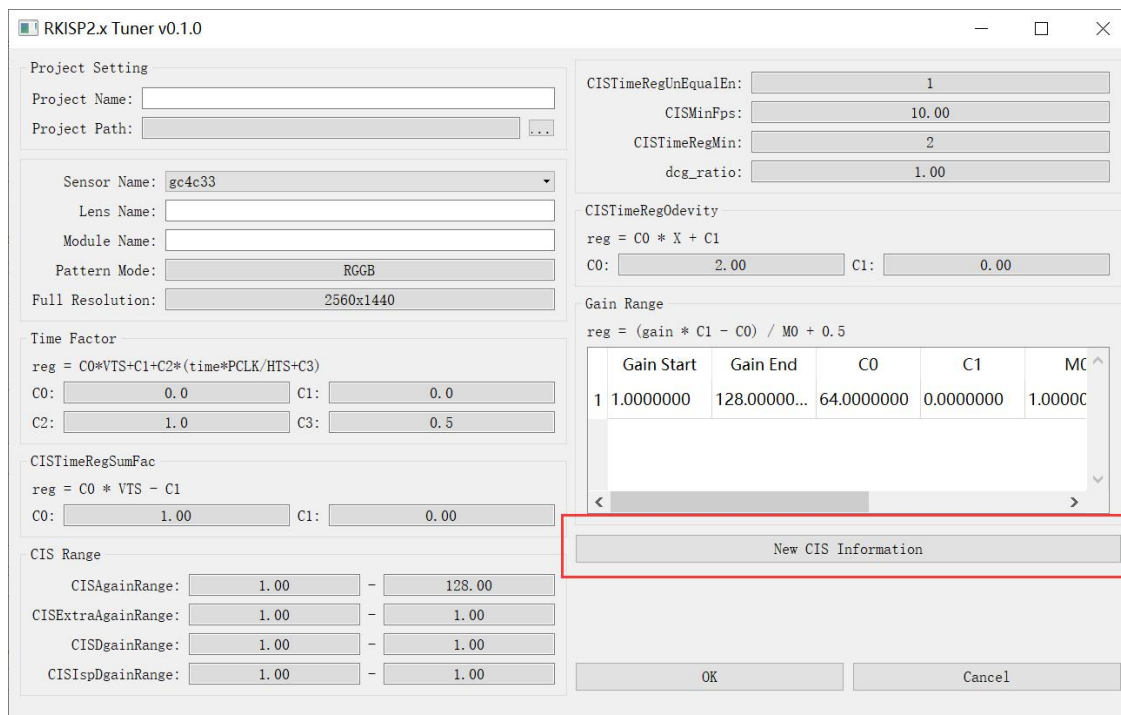 RKISP2.x Tuner v0.1.0
Project Setting
Project Name:
Project Path: ...
Sensor Name: gc4c33
Lens Name:
Module Name:
Pattern Mode: RGGB
Full Resolution: 2560x1440
Time Factor
reg = C0*VTS+C1+C2*(time*PCLK/HTS+C3)
C0: 0.0 C1: 0.0
C2: 1.0 C3: 0.5
CISTimeRegSumFac
reg = C0 * VTS - C1
C0: 1.00 C1: 0.00
CIS Range
CISAgainRange: 1.00 - 128.00
CISExtraAgainRange: 1.00 - 1.00
CISDgainRange: 1.00 - 1.00
CISIspDgainRange: 1.00 - 1.00
CISTimeRegUnEqualEn: 1
CISMinFps: 10.00
CISTimeRegMin: 2
dcg_ratio: 1.00
CISTimeRegOdevity
reg = C0 * X + C1
C0: 2.00 C1: 0.00
Gain Range
reg = (gain * C1 - C0) / M0 + 0.5
Gain Start Gain End C0 C1 M0
1 1.0000000 128.00000... 64.0000000 0.0000000 1.00000
New CIS Information
OK Cancel